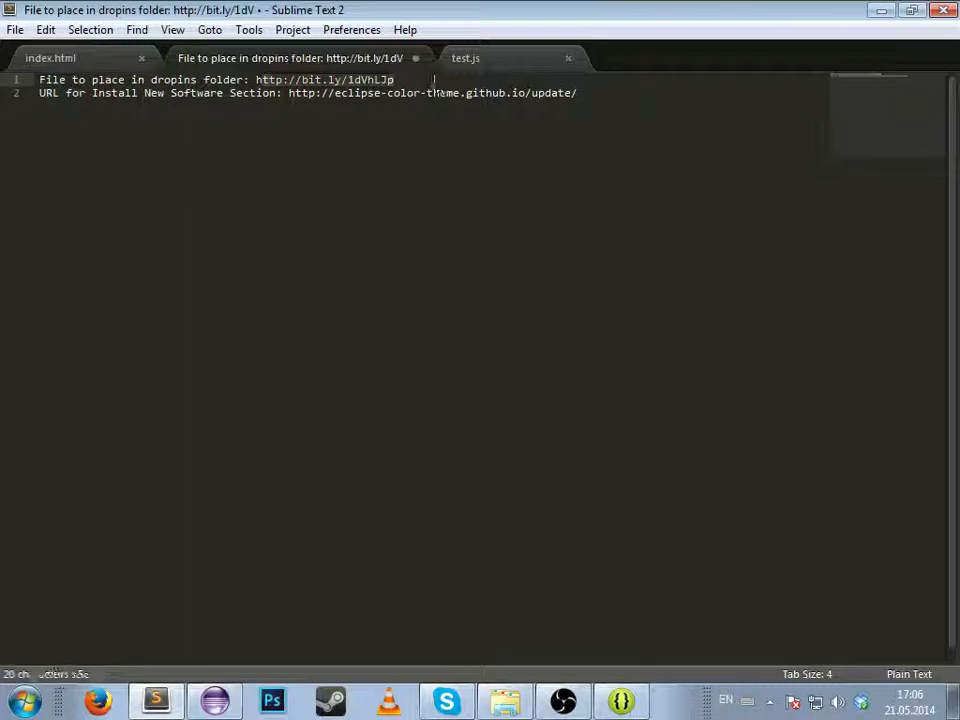 File to place in dropins folder: http://bit.ly/1dV • - Sublime Text 2
File Edit Selection Find View Goto Tools Project Preferences Help
index.html File to place in dropins folder: http://bit.ly/1dV test.js
1 File to place in dropins folder: http://bit.ly/1dVhLJp
2 URL for Install New Software Section: http://eclipse-color-theme.github.io/update/
20 ch Tab Size: 4 Plain Text
EN 17:06
21.05.2014